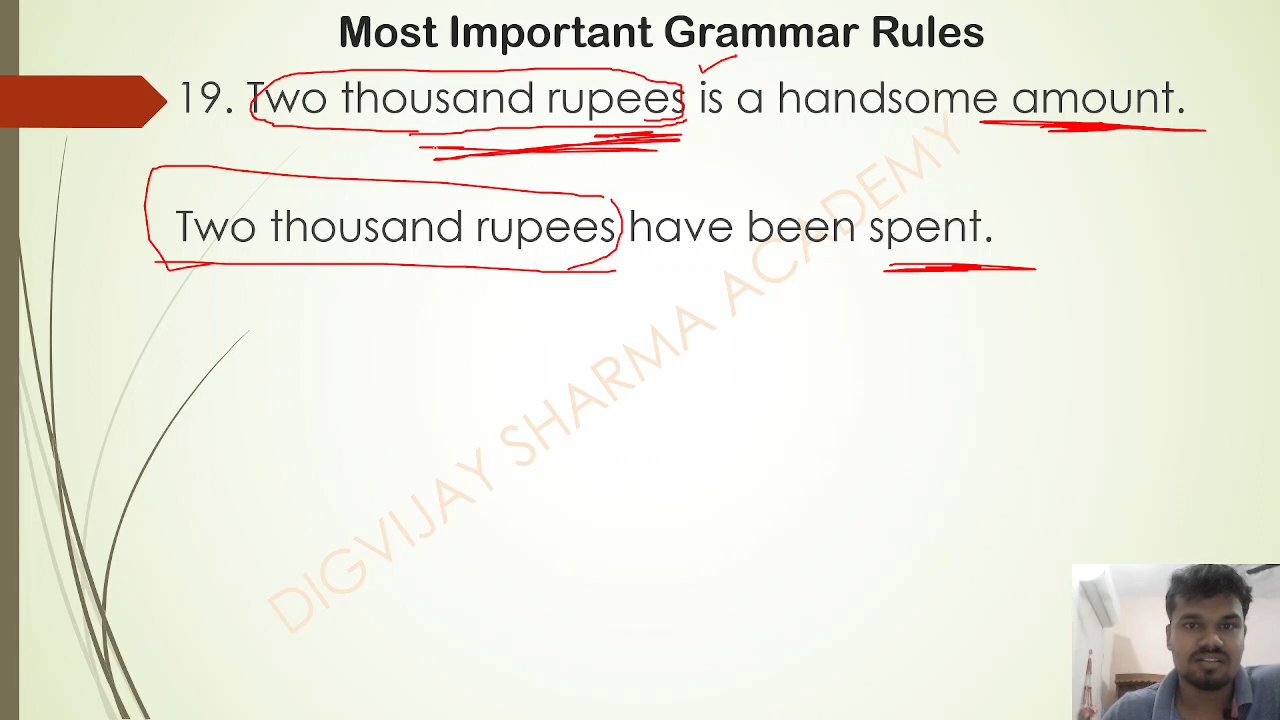 Most Important Grammar Rules
19. Two thousand rupees is a handsome amount.
Two thousand rupees have been spent.
DIGVIJAY SHARMA ACADEMY